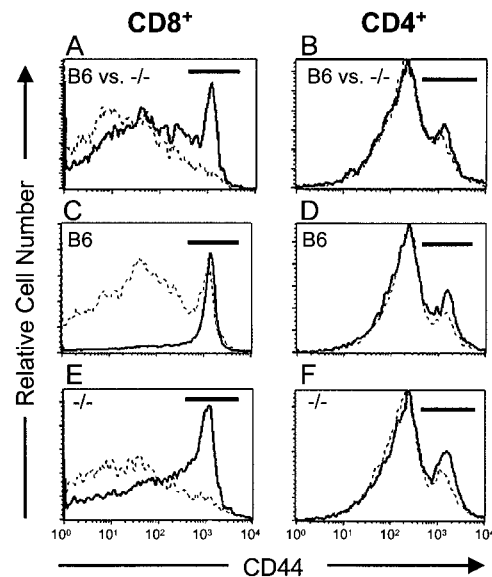 CD8⁺ CD4⁺
A B
B6 vs. -/- B6 vs. -/-
C D
B6 B6
E F
-/- -/-
10⁰ 10¹ 10² 10³ 10⁴ 10⁰ 10¹ 10² 10³ 10⁴
CD44
Relative Cell Number